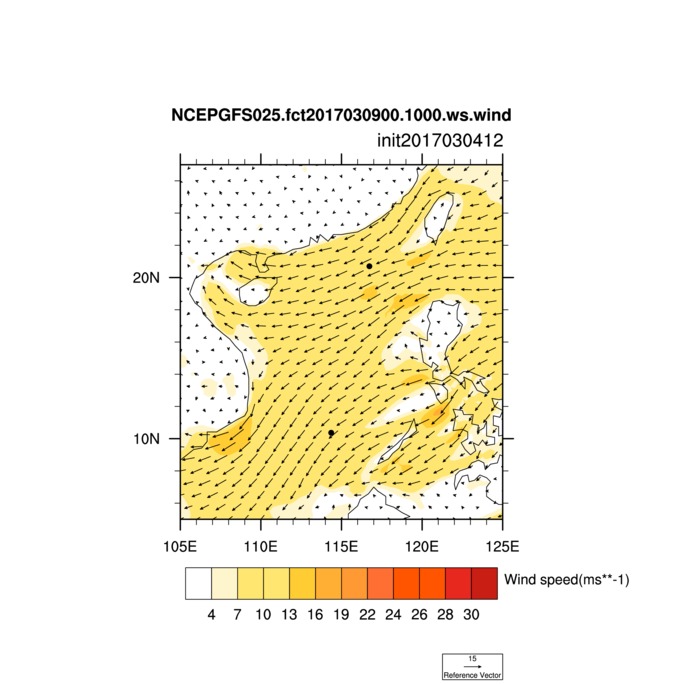 NCEPGFS025.fct2017030900.1000.ws.wind
init2017030412
20N
10N
105E 110E 115E 120E 125E
Wind speed(ms**-1)
4 7 10 13 16 19 22 24 26 28 30
15
Reference Vector